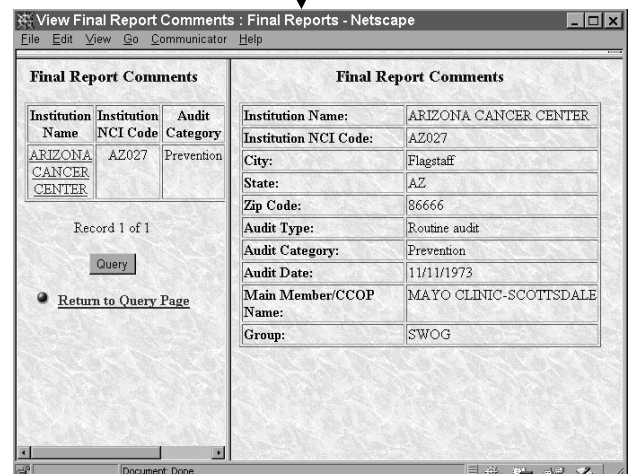 View Final Report Comments : Final Reports - Netscape
File Edit View Go Communicator Help
Final Report Comments
Institution Name Institution NCI Code Audit Category
ARIZONA CANCER CENTER AZ027 Prevention
Record 1 of 1
Query
Return to Query Page
Final Report Comments
Institution Name: ARIZONA CANCER CENTER
Institution NCI Code: AZ027
City: Flagstaff
State: AZ
Zip Code: 86666
Audit Type: Routine audit
Audit Category: Prevention
Audit Date: 11/11/1973
Main Member/CCOP Name: MAYO CLINIC-SCOTTSDALE
Group: SWOG
Document: Done